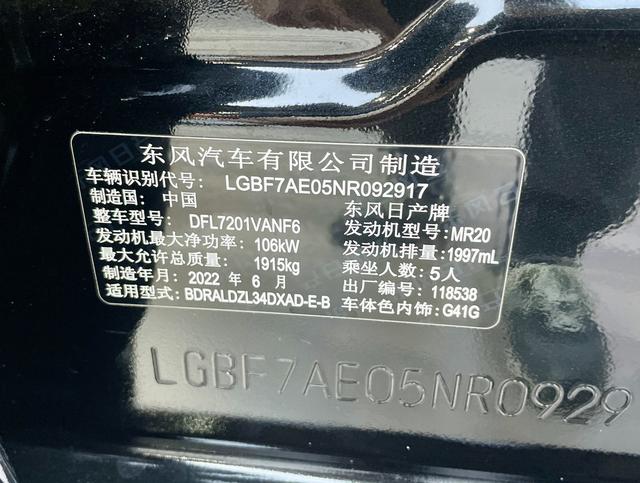 东风汽车有限公司制造
车辆识别代号: LGBF7AE05NR092917
制造国: 中国 东风日产牌
整车型号: DFL7201VANF6 发动机型号: MR20
发动机最大净功率: 106kW 发动机排量: 1997mL
最大允许总质量: 1915kg 乘坐人数: 5人
制造年月: 2022 年 6 月 出厂编号: 118538
适用型式: BDRALDZL34DXAD-E-B 车体色内饰: G41G
LGBF7AE05NR0929